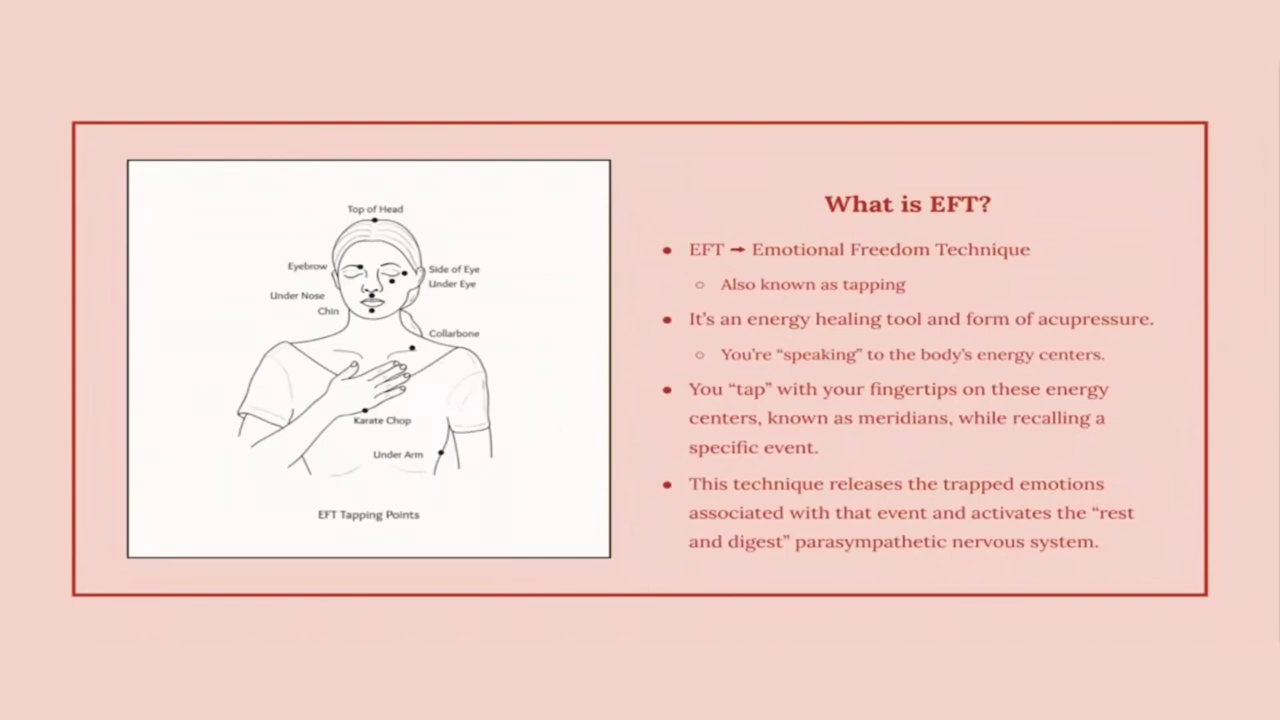 Top of Head
Eyebrow
Side of Eye
Under Eye
Under Nose
Chin
Collarbone
Karate Chop
Under Arm
EFT Tapping Points
What is EFT?
● EFT ➞ Emotional Freedom Technique
○ Also known as tapping
● It’s an energy healing tool and form of acupressure.
○ You’re “speaking” to the body’s energy centers.
● You “tap” with your fingertips on these energy
centers, known as meridians, while recalling a
specific event.
● This technique releases the trapped emotions
associated with that event and activates the “rest
and digest” parasympathetic nervous system.